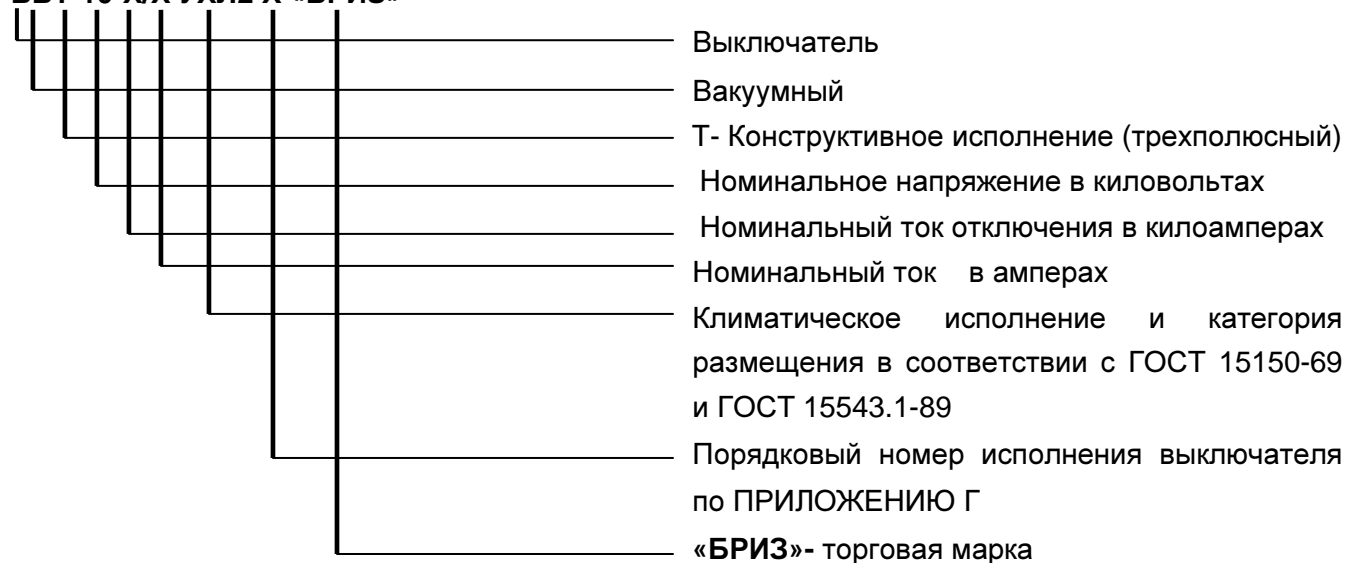 Выключатель
Вакуумный
Т- Конструктивное исполнение (трехполюсный)
Номинальное напряжение в киловольтах
Номинальный ток отключения в килоамперах
Номинальный ток в амперах
Климатическое исполнение и категория
размещения в соответствии с ГОСТ 15150-69
и ГОСТ 15543.1-89
Порядковый номер исполнения выключателя
по ПРИЛОЖЕНИЮ Г
«БРИЗ»- торговая марка